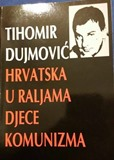 TIHOMIR
DUJMOVIĆ
HRVATSKA
U RALJAMA
DJECE
KOMUNIZMA